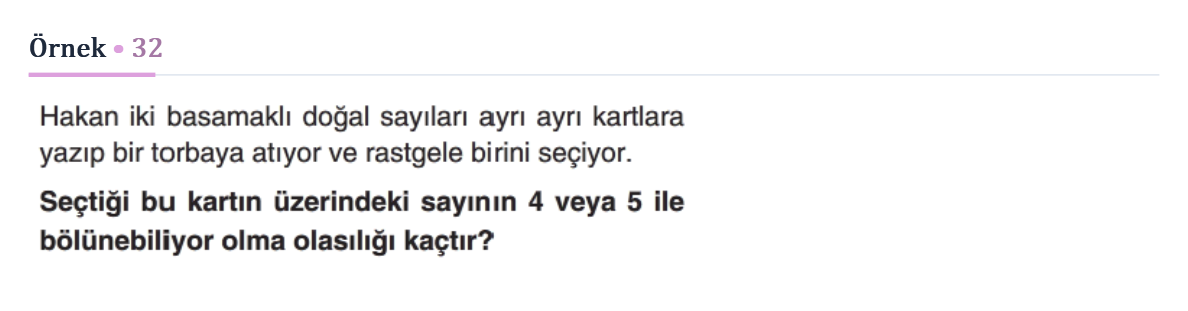 Örnek • 32
Hakan iki basamaklı doğal sayıları ayrı ayrı kartlara
yazıp bir torbaya atıyor ve rastgele birini seçiyor.
Seçtiği bu kartın üzerindeki sayının 4 veya 5 ile
bölünebiliyor olma olasılığı kaçtır?